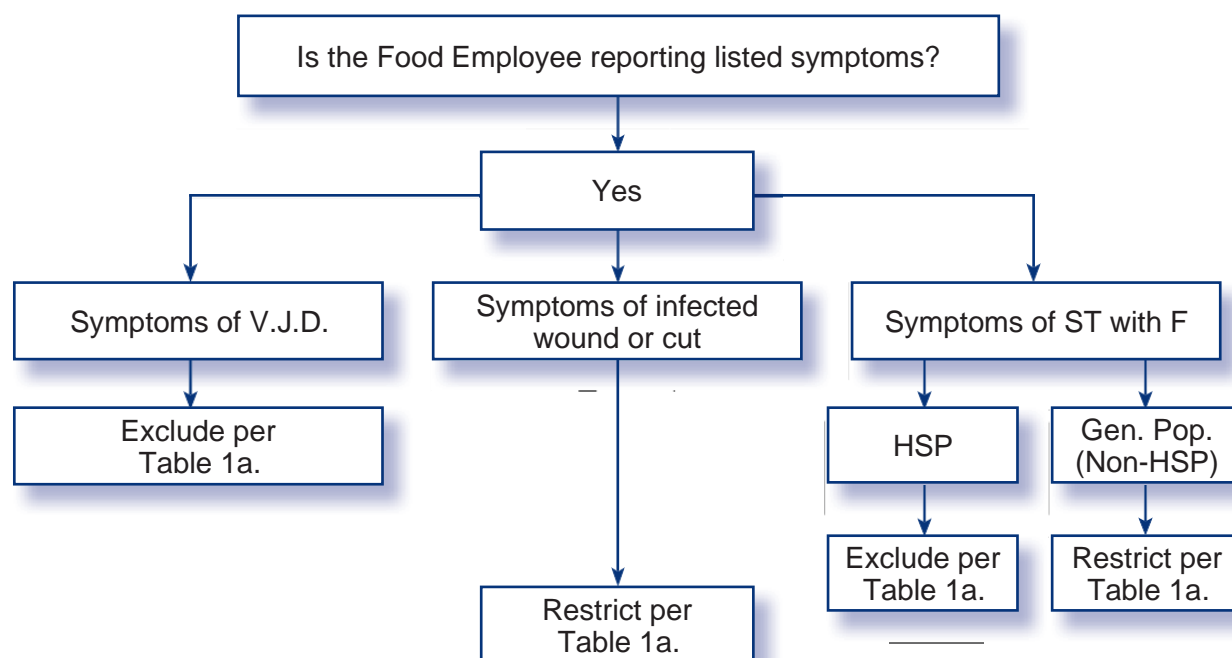 Is the Food Employee reporting listed symptoms?
Yes
Symptoms of V.J.D.
Symptoms of infected
wound or cut
Symptoms of ST with F
Exclude per
Table 1a.
HSP
Gen. Pop.
(Non-HSP)
Exclude per
Table 1a.
Restrict per
Table 1a.
Restrict per
Table 1a.